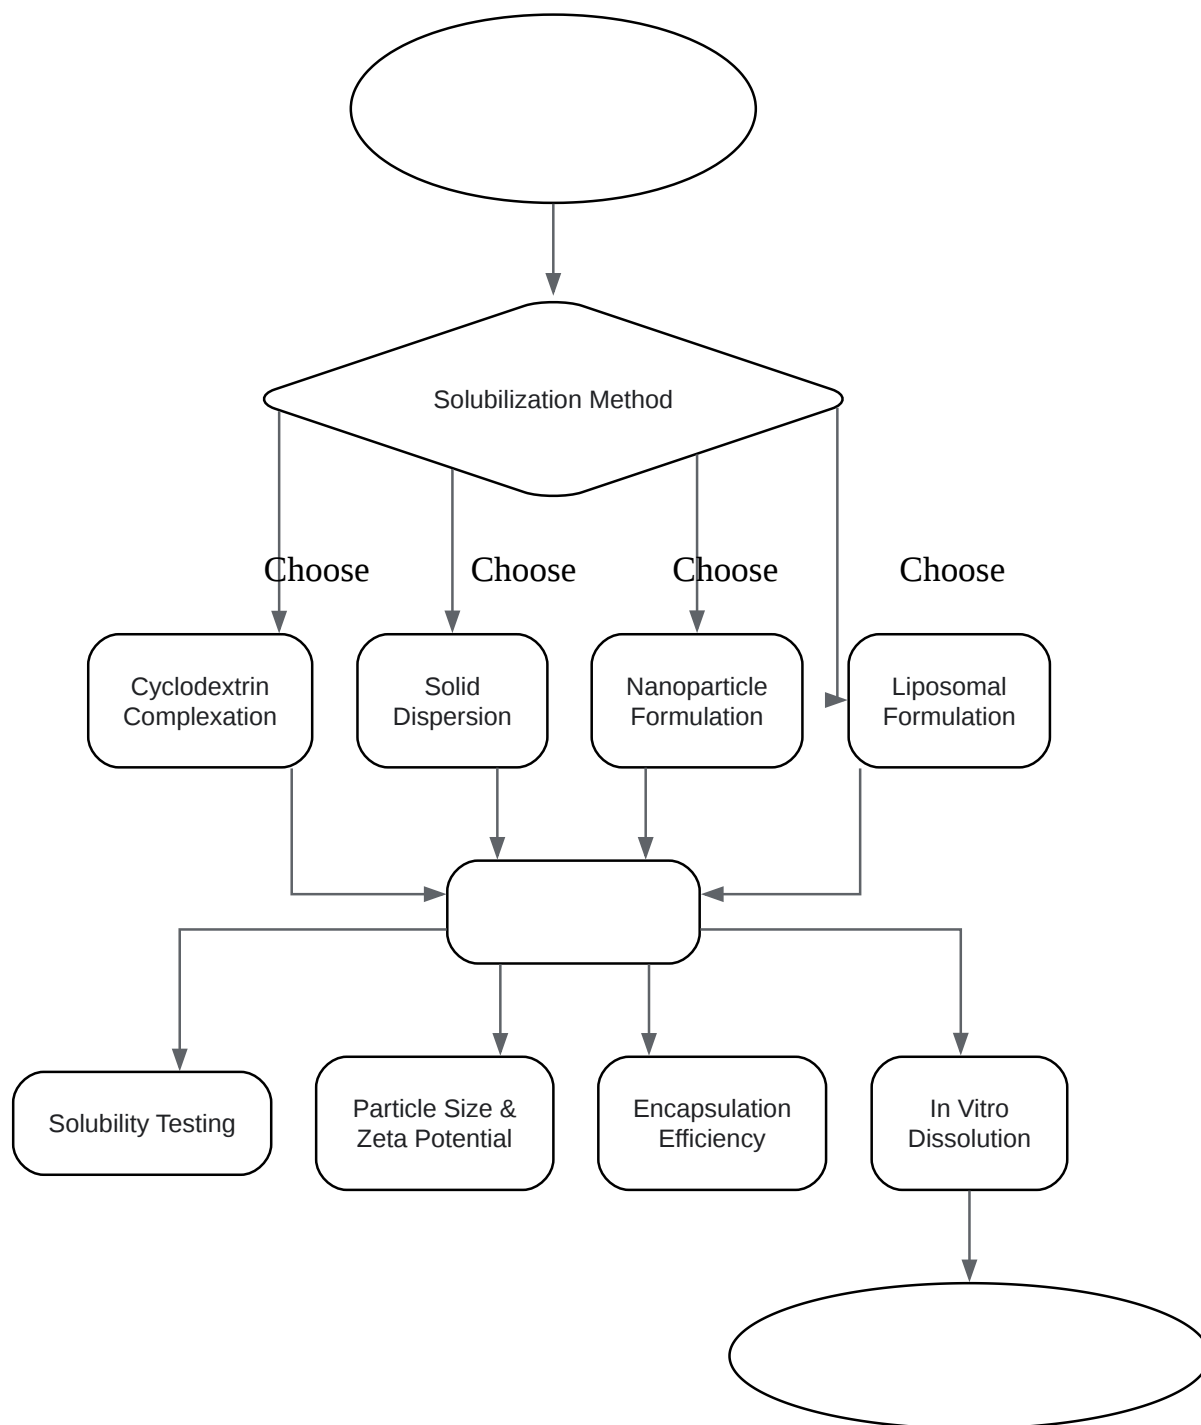 Solubilization Method
Choose
Choose
Choose
Choose
Cyclodextrin
Complexation
Solid
Dispersion
Nanoparticle
Formulation
Liposomal
Formulation
Solubility Testing
Particle Size &
Zeta Potential
Encapsulation
Efficiency
In Vitro
Dissolution